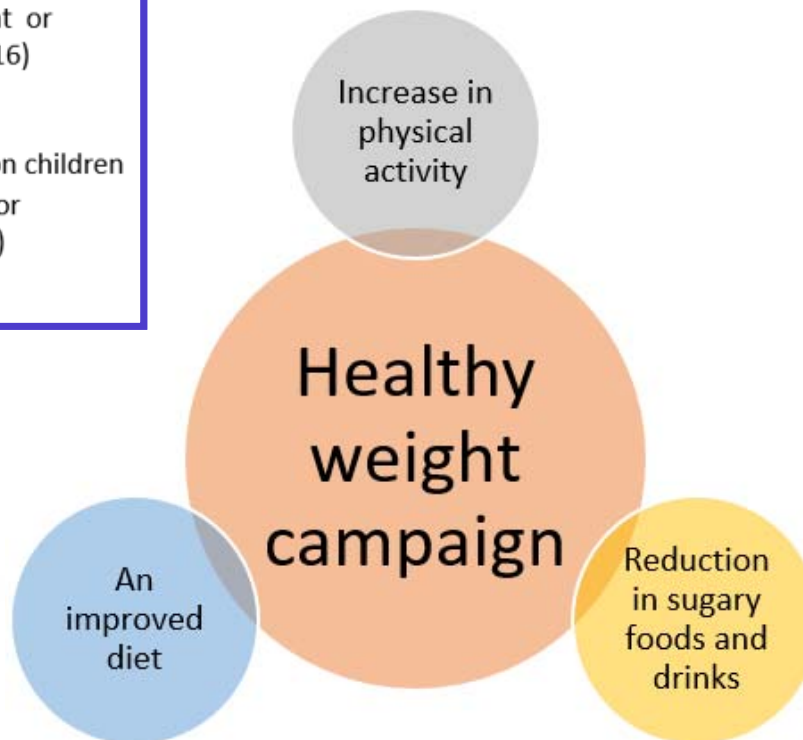 t or
16)
n children
or
)
Increase in
physical
activity
Healthy
weight
campaign
An
improved
diet
Reduction
in sugary
foods and
drinks